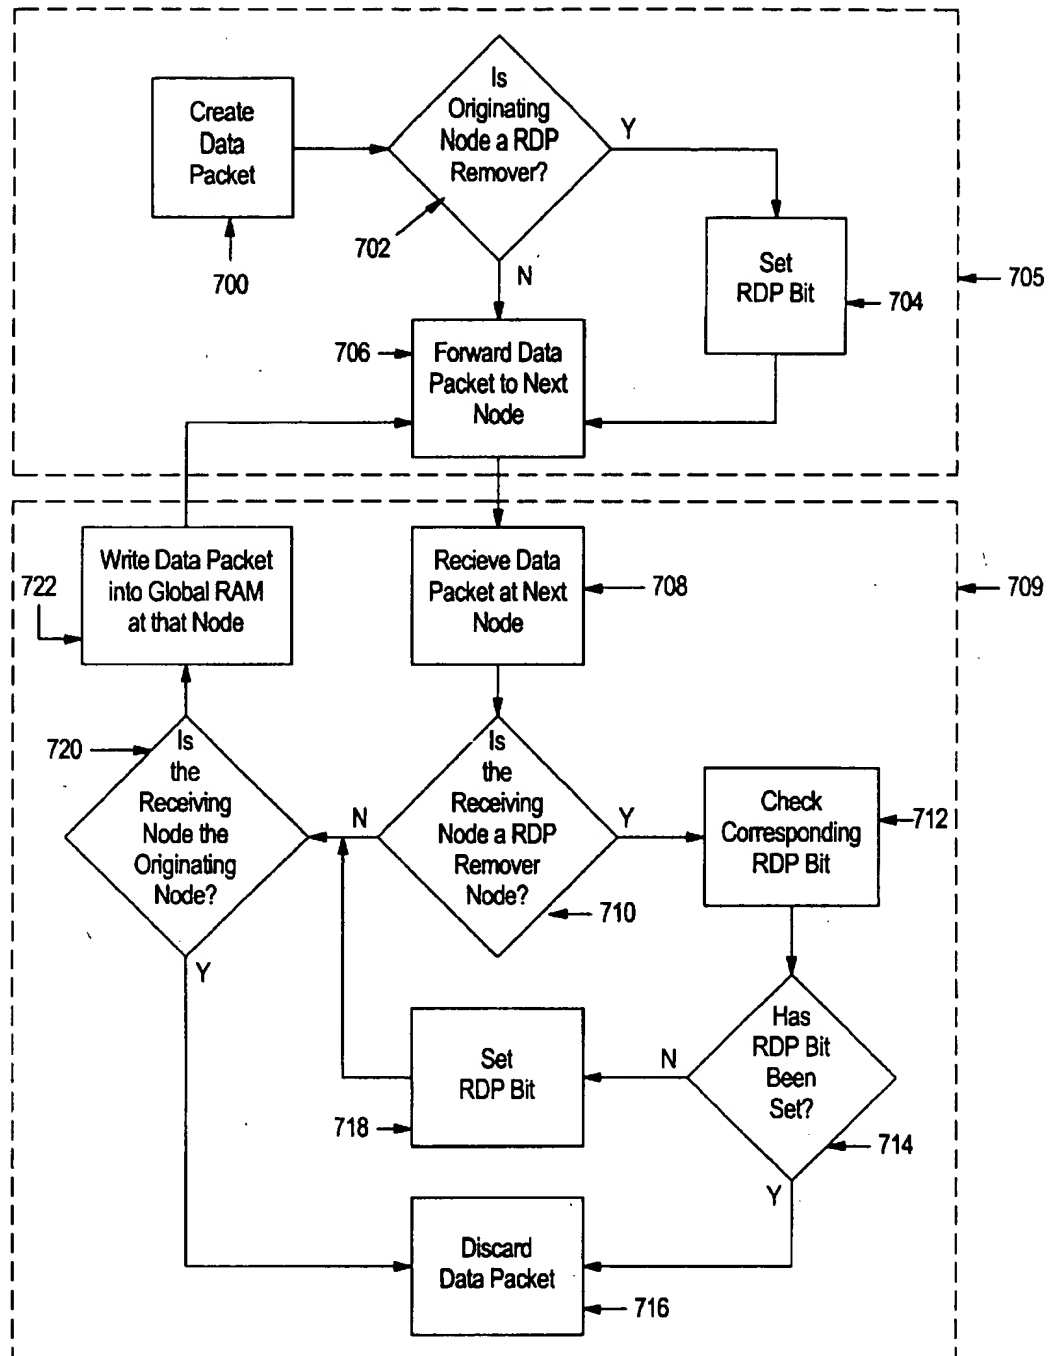 Create
Data
Packet
700
Is
Originating
Node a RDP
Remover?
702
Y
N
Set
RDP Bit
704
705
706
Forward Data
Packet to Next
Node
Write Data Packet
into Global RAM
at that Node
722
Recieve Data
Packet at Next
Node
708
709
720
Is
the
Receiving
Node the
Originating
Node?
N
Y
Is
the
Receiving
Node a RDP
Remover
Node?
710
Y
Check
Corresponding
RDP Bit
712
Has
RDP Bit
Been
Set?
714
N
Y
Set
RDP Bit
718
Discard
Data Packet
716